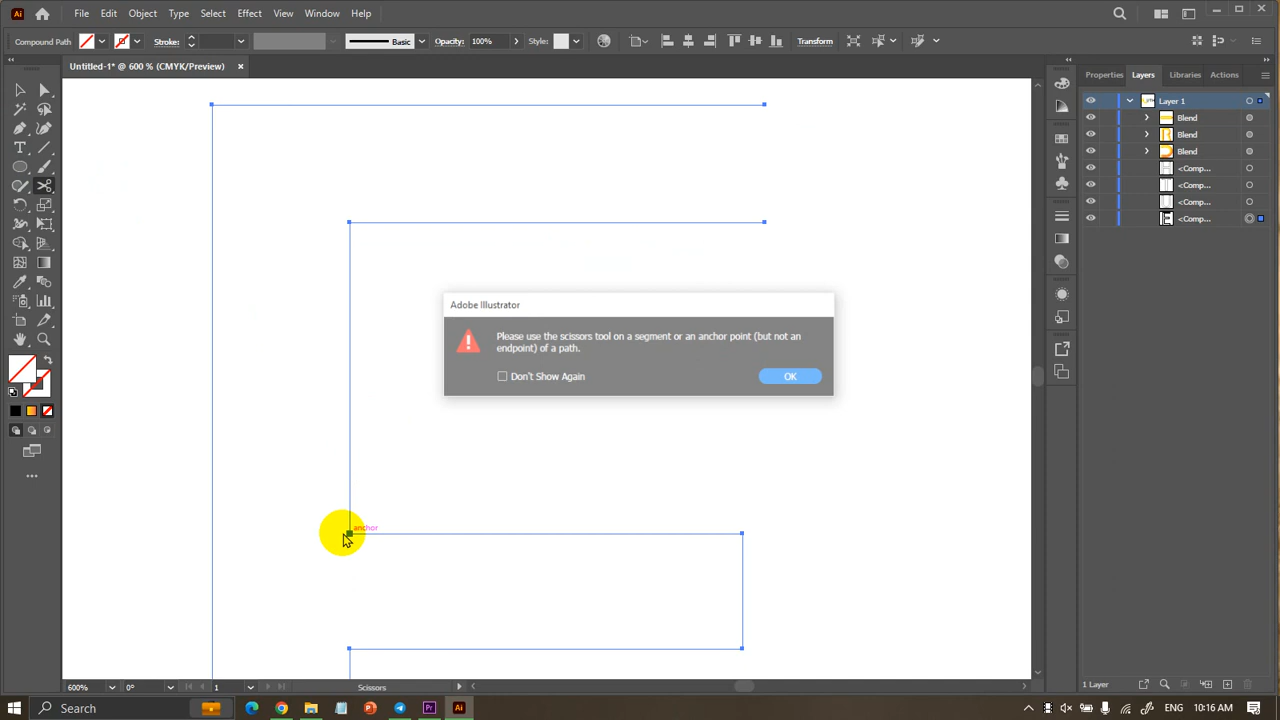 File Edit Object Type Select Effect View Window Help
Compound Path Stroke: Basic Opacity: 100% Style: Transform
Untitled-1* @ 600 % (CMYK/Preview)
Properties Layers Libraries Actions
Layer 1
Blend
Blend
Blend
<Comp...
<Comp...
<Comp...
<Comp...
Adobe Illustrator
Please use the scissors tool on a segment or an anchor point (but not an
endpoint) of a path.
Don't Show Again
OK
anchor
600% 0° 1 Scissors
1 Layer
Search
10:16 AM